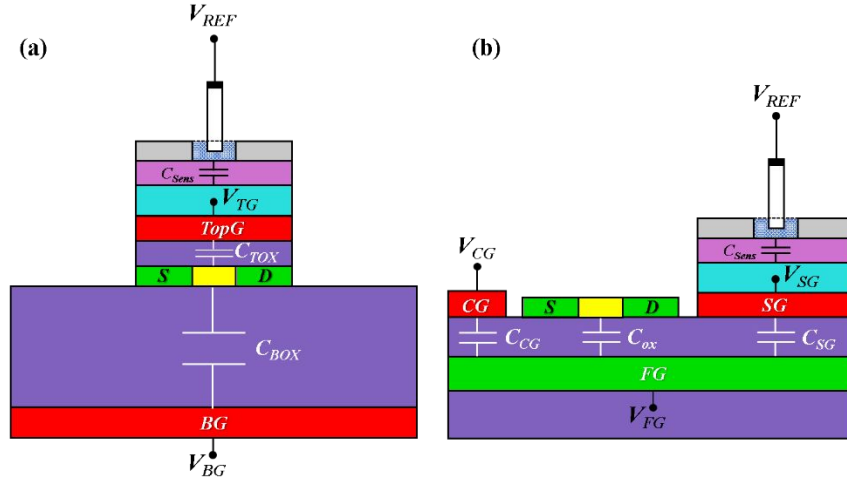 (a)
V_REF
C_Sens
V_TG
TopG
C_TOX
S
D
C_BOX
BG
V_BG
(b)
V_REF
V_CG
C_Sens
V_SG
CG
S
D
SG
C_CG
C_ox
C_SG
FG
V_FG